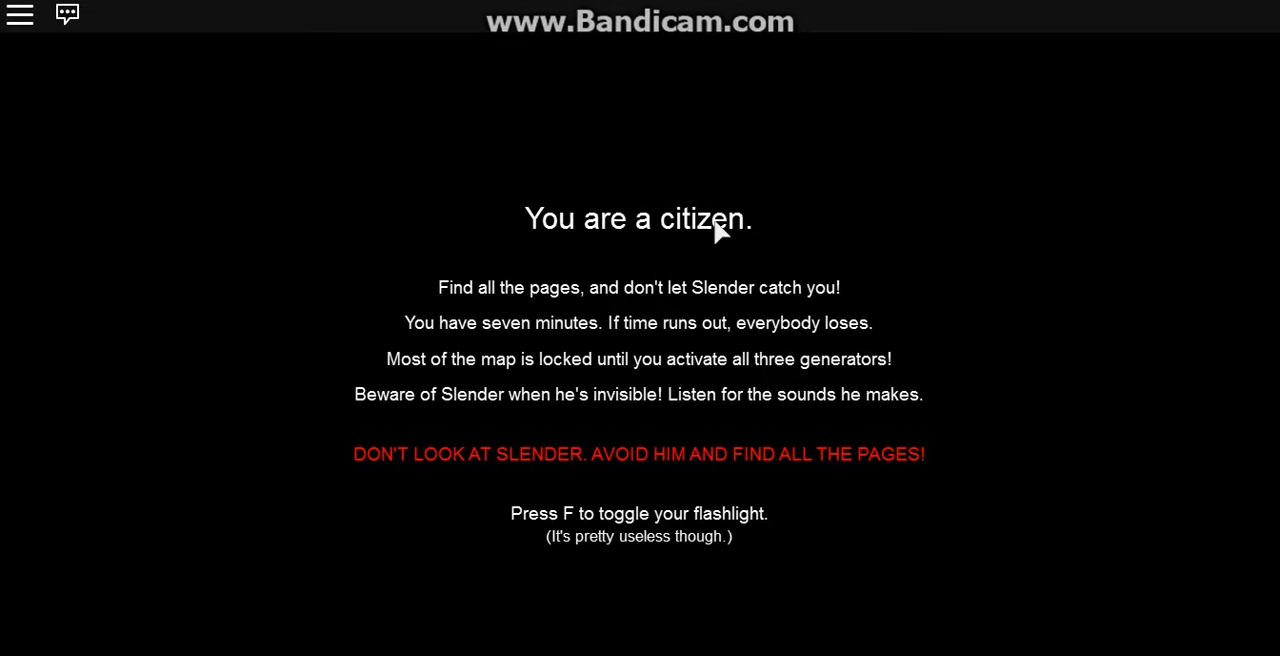 www.Bandicam.com
You are a citizen.
Find all the pages, and don't let Slender catch you!
You have seven minutes. If time runs out, everybody loses.
Most of the map is locked until you activate all three generators!
Beware of Slender when he's invisible! Listen for the sounds he makes.
DON'T LOOK AT SLENDER. AVOID HIM AND FIND ALL THE PAGES!
Press F to toggle your flashlight.
(It's pretty useless though.)